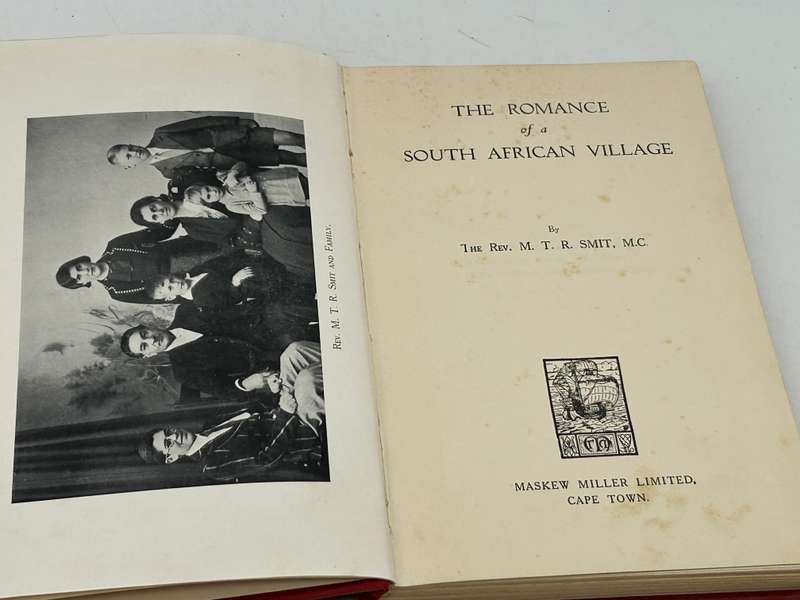 Rev. M. T. R. Smit and Family.
THE ROMANCE
of a
SOUTH AFRICAN VILLAGE
By
The Rev. M. T. R. SMIT, M.C.
MASKEW MILLER LIMITED,
CAPE TOWN.